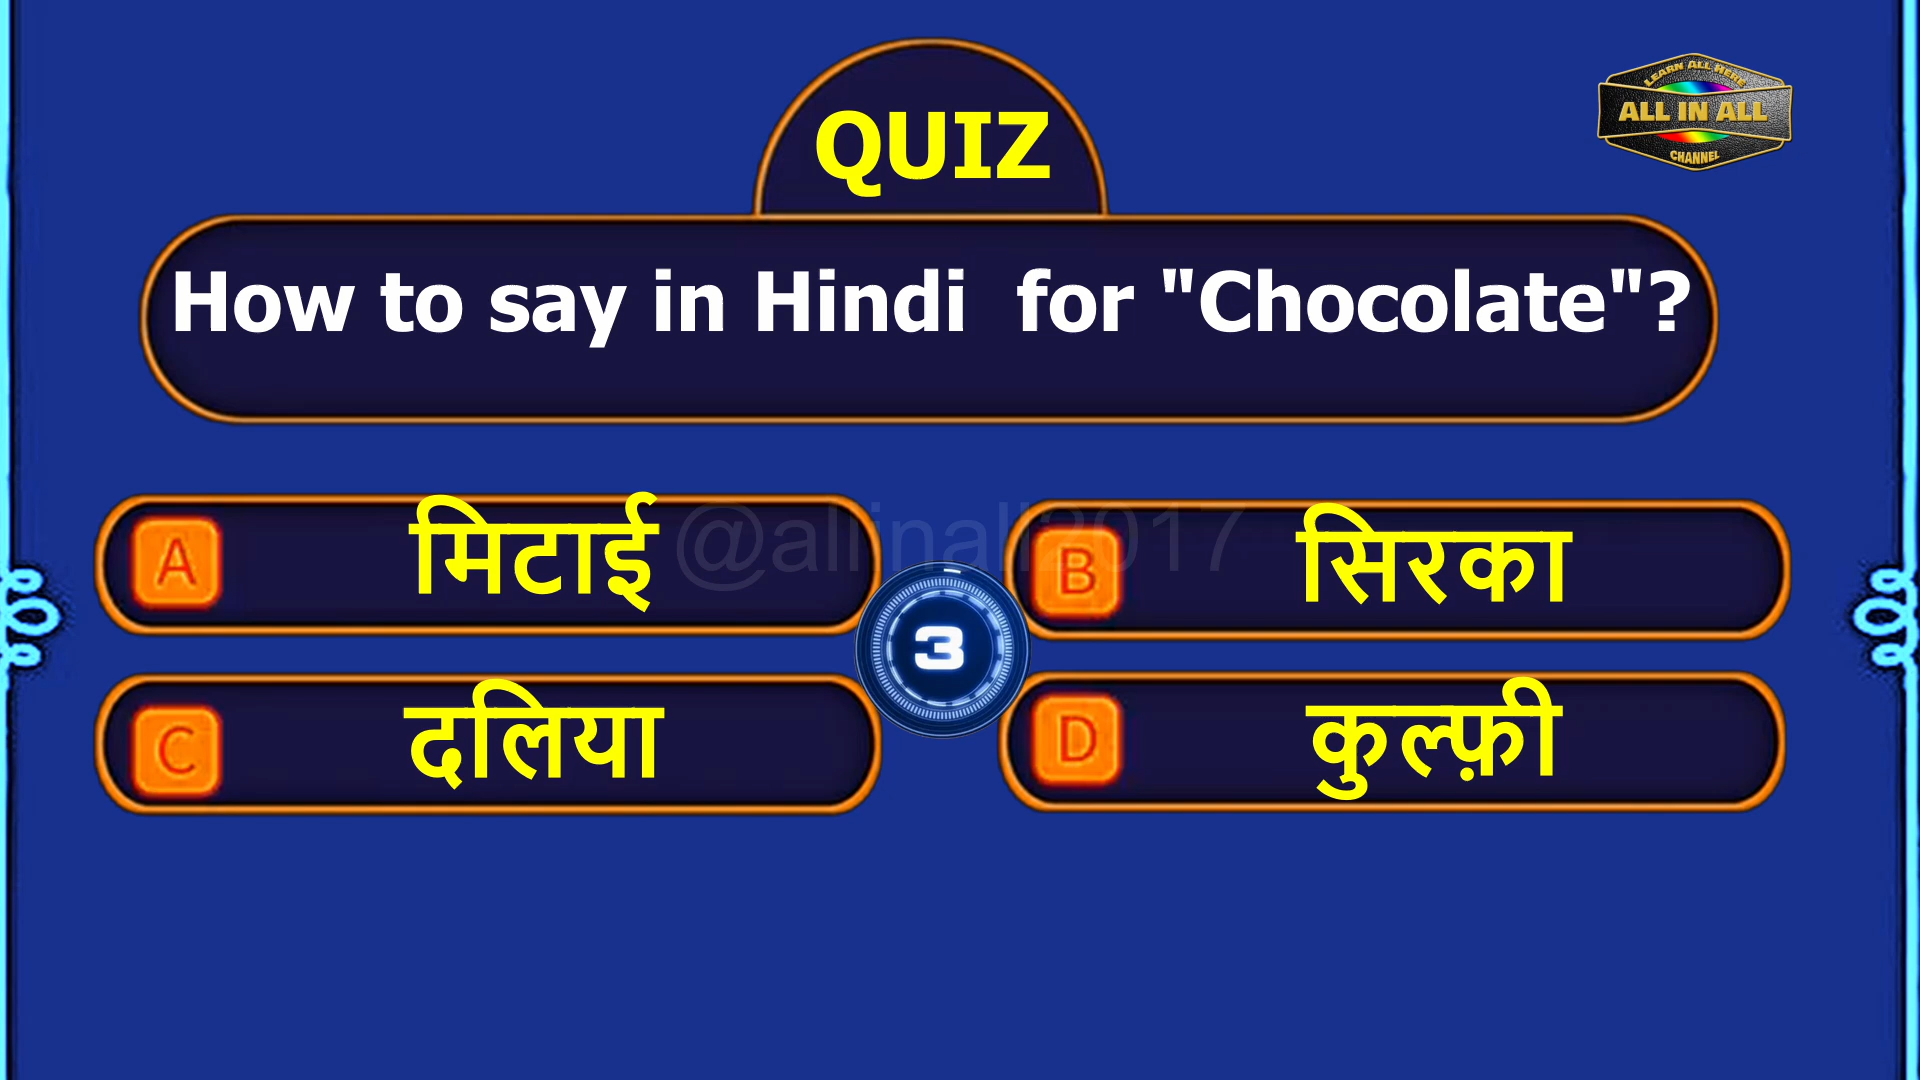 LEARN ALL HERE
ALL IN ALL
CHANNEL
QUIZ
How to say in Hindi for "Chocolate"?
@allinall2017
A मिटाई
B सिरका
3
C दलिया
D कुल्फ़ी